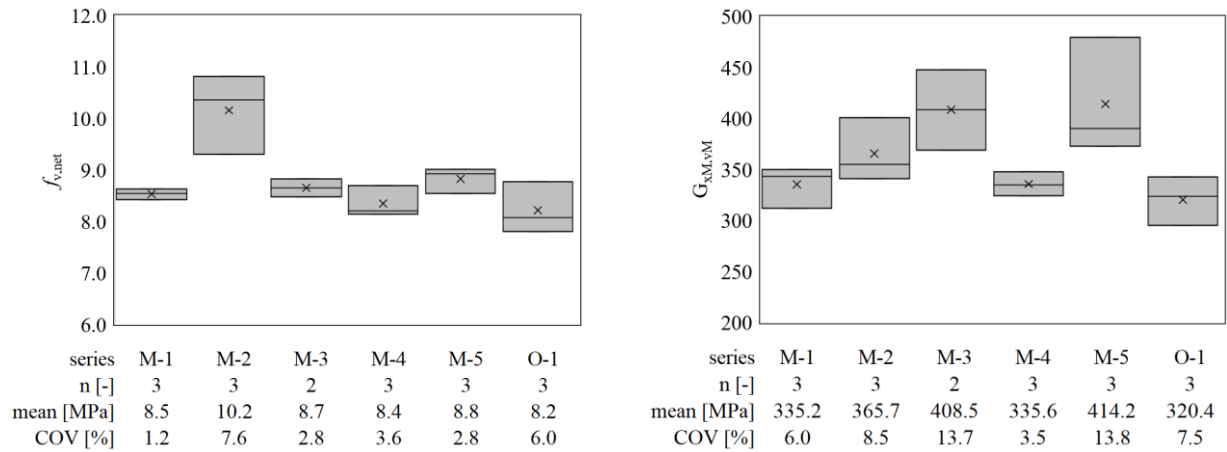 12.0
11.0
10.0
9.0
8.0
7.0
6.0
f_v,net
series M-1 M-2 M-3 M-4 M-5 O-1
n [-] 3 3 2 3 3 3
mean [MPa] 8.5 10.2 8.7 8.4 8.8 8.2
COV [%] 1.2 7.6 2.8 3.6 2.8 6.0
500
450
400
350
300
250
200
G_xM,vM
series M-1 M-2 M-3 M-4 M-5 O-1
n [-] 3 3 2 3 3 3
mean [MPa] 335.2 365.7 408.5 335.6 414.2 320.4
COV [%] 6.0 8.5 13.7 3.5 13.8 7.5